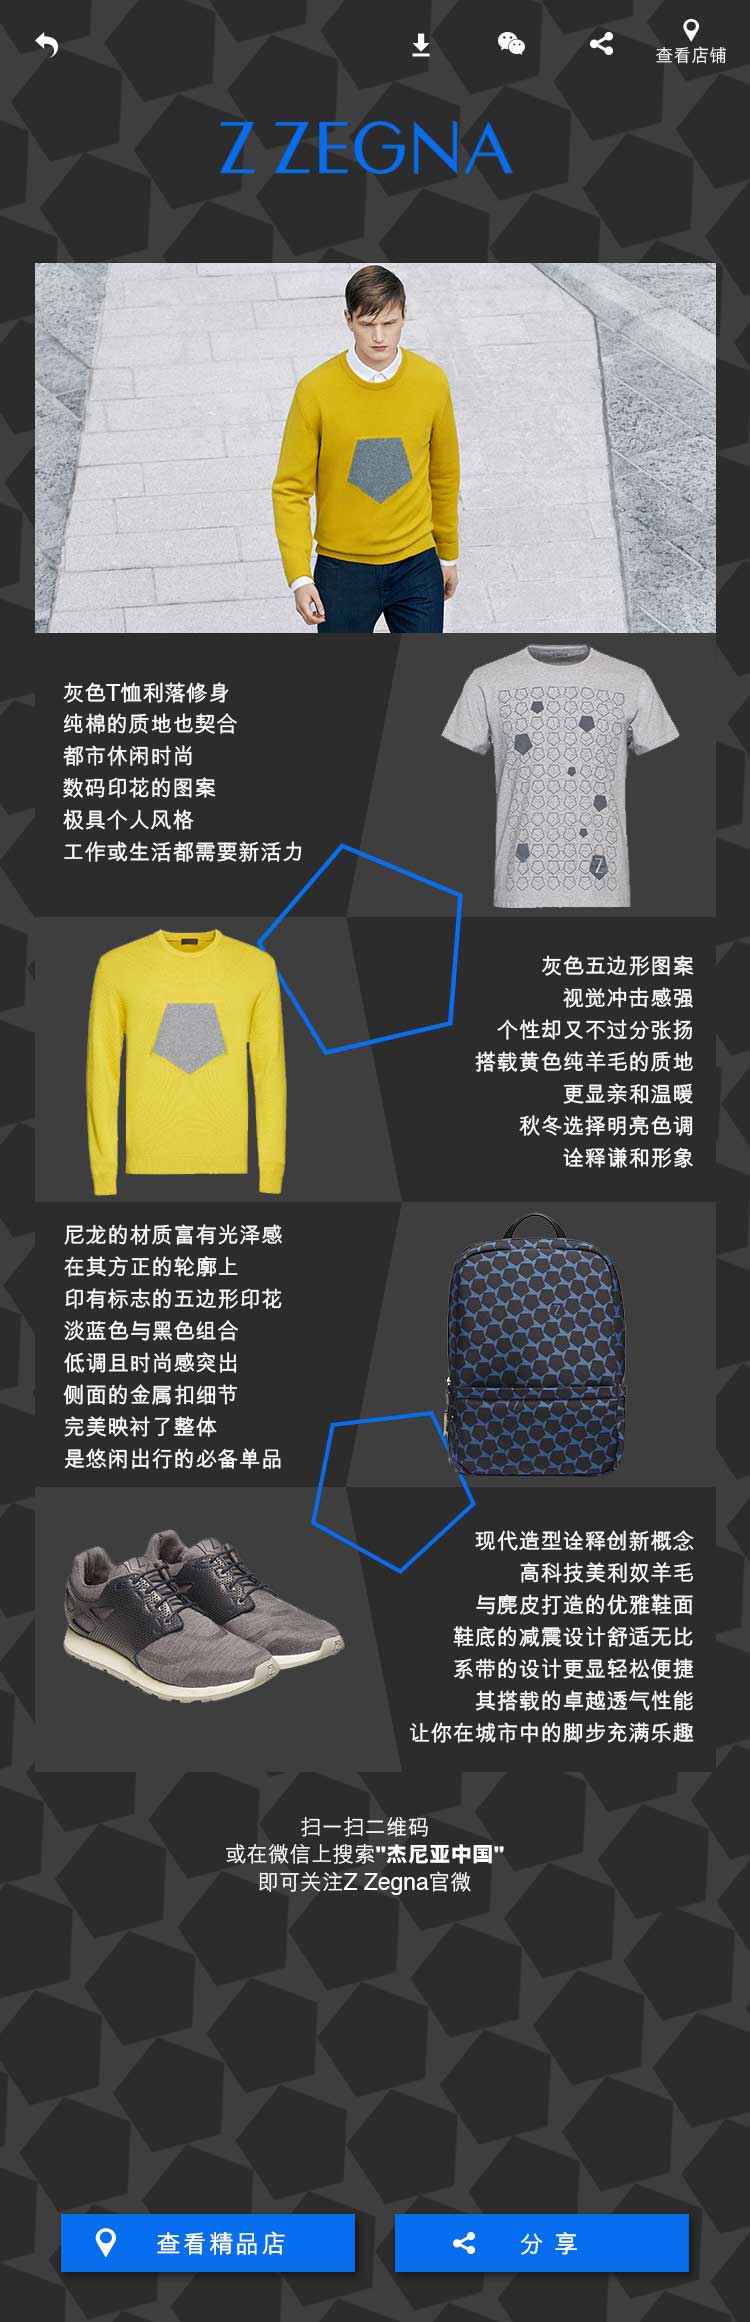 查看店铺
Z ZEGNA
灰色T恤利落修身
纯棉的质地也契合
都市休闲时尚
数码印花的图案
极具个人风格
工作或生活都需要新活力
Z
灰色五边形图案
视觉冲击感强
个性却又不过分张扬
搭载黄色纯羊毛的质地
更显亲和温暖
秋冬选择明亮色调
诠释谦和形象
尼龙的材质富有光泽感
在其方正的轮廓上
印有标志的五边形印花
淡蓝色与黑色组合
低调且时尚感突出
侧面的金属扣细节
完美映衬了整体
是悠闲出行的必备单品
Z
现代造型诠释创新概念
高科技美利奴羊毛
与麂皮打造的优雅鞋面
鞋底的减震设计舒适无比
系带的设计更显轻松便捷
其搭载的卓越透气性能
让你在城市中的脚步充满乐趣
扫一扫二维码
或在微信上搜索"杰尼亚中国"
即可关注Z Zegna官微
查看精品店
分 享